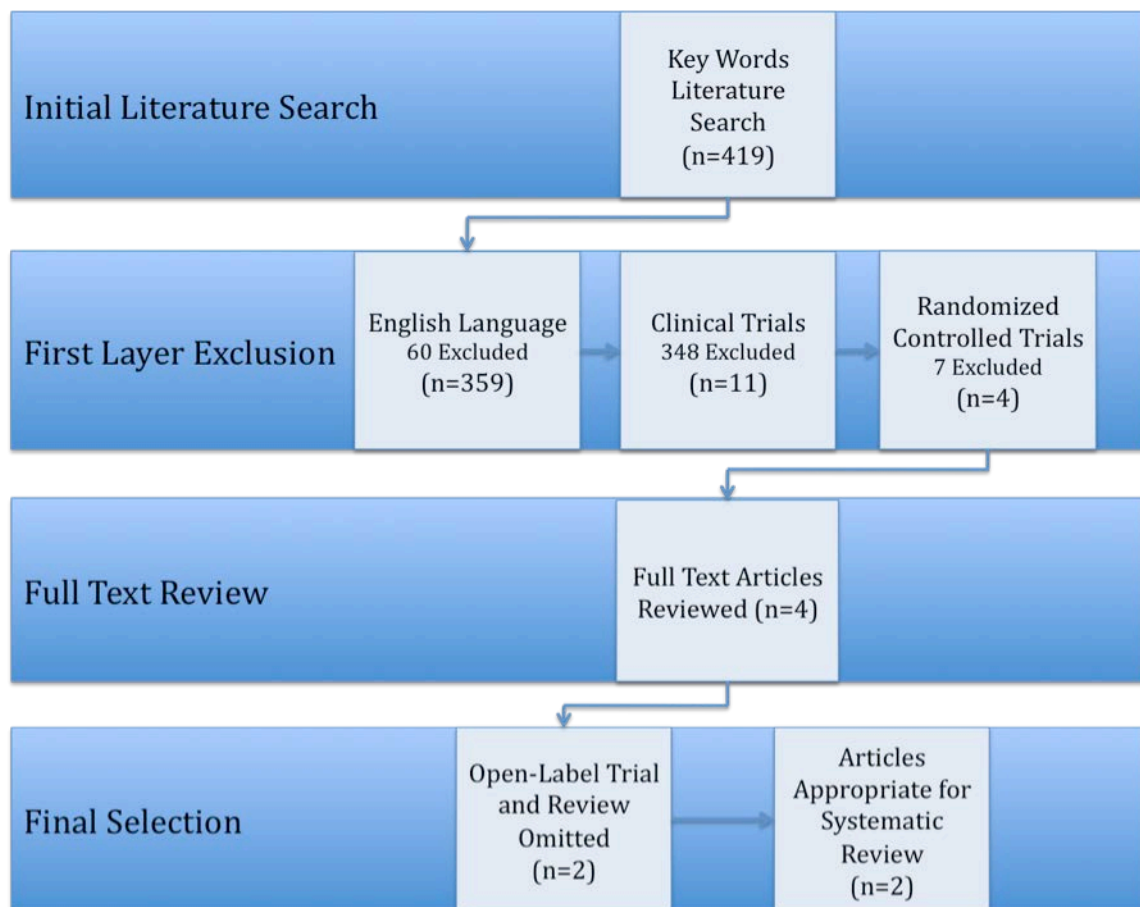 Initial Literature Search
Key Words
Literature
Search
(n=419)
First Layer Exclusion
English Language
60 Excluded
(n=359)
Clinical Trials
348 Excluded
(n=11)
Randomized
Controlled Trials
7 Excluded
(n=4)
Full Text Review
Full Text Articles
Reviewed (n=4)
Final Selection
Open-Label Trial
and Review
Omitted
(n=2)
Articles
Appropriate for
Systematic
Review
(n=2)